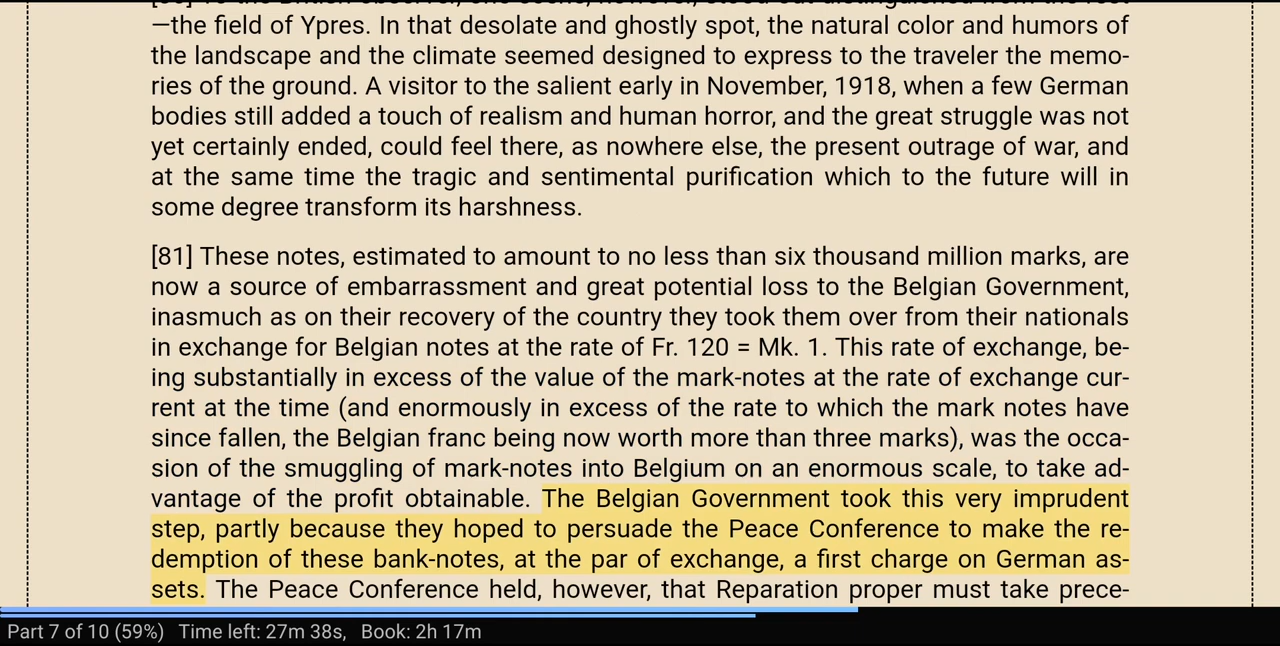 —the field of Ypres. In that desolate and ghostly spot, the natural color and humors of
the landscape and the climate seemed designed to express to the traveler the memo-
ries of the ground. A visitor to the salient early in November, 1918, when a few German
bodies still added a touch of realism and human horror, and the great struggle was not
yet certainly ended, could feel there, as nowhere else, the present outrage of war, and
at the same time the tragic and sentimental purification which to the future will in
some degree transform its harshness.
[81] These notes, estimated to amount to no less than six thousand million marks, are
now a source of embarrassment and great potential loss to the Belgian Government,
inasmuch as on their recovery of the country they took them over from their nationals
in exchange for Belgian notes at the rate of Fr. 120 = Mk. 1. This rate of exchange, be-
ing substantially in excess of the value of the mark-notes at the rate of exchange cur-
rent at the time (and enormously in excess of the rate to which the mark notes have
since fallen, the Belgian franc being now worth more than three marks), was the occa-
sion of the smuggling of mark-notes into Belgium on an enormous scale, to take ad-
vantage of the profit obtainable. The Belgian Government took this very imprudent
step, partly because they hoped to persuade the Peace Conference to make the re-
demption of these bank-notes, at the par of exchange, a first charge on German as-
sets. The Peace Conference held, however, that Reparation proper must take prece-
Part 7 of 10 (59%) Time left: 27m 38s, Book: 2h 17m